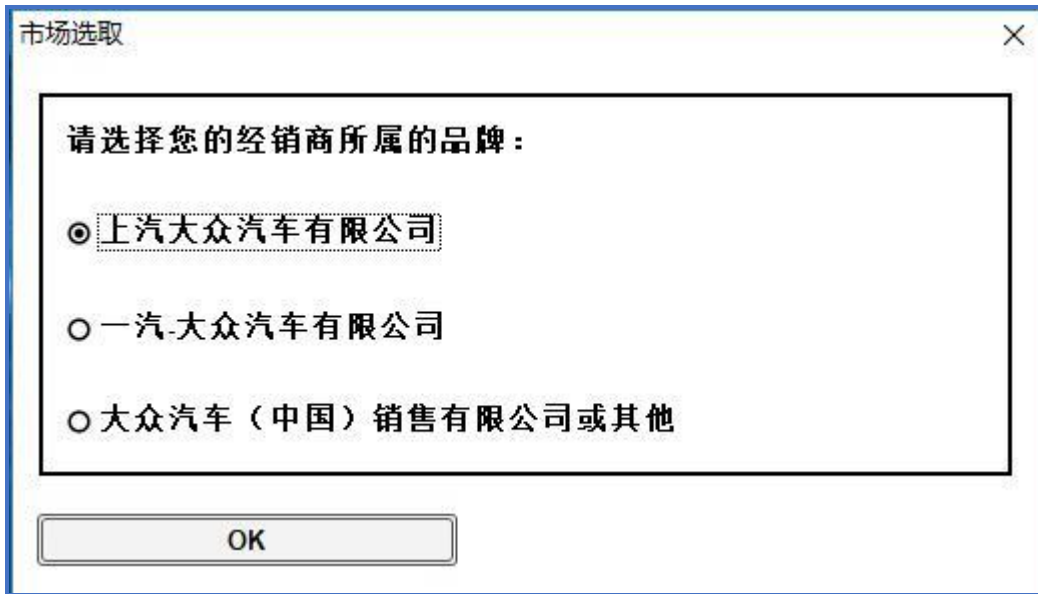 市场选取
请选择您的经销商所属的品牌：
上汽大众汽车有限公司
一汽-大众汽车有限公司
大众汽车（中国）销售有限公司或其他
OK